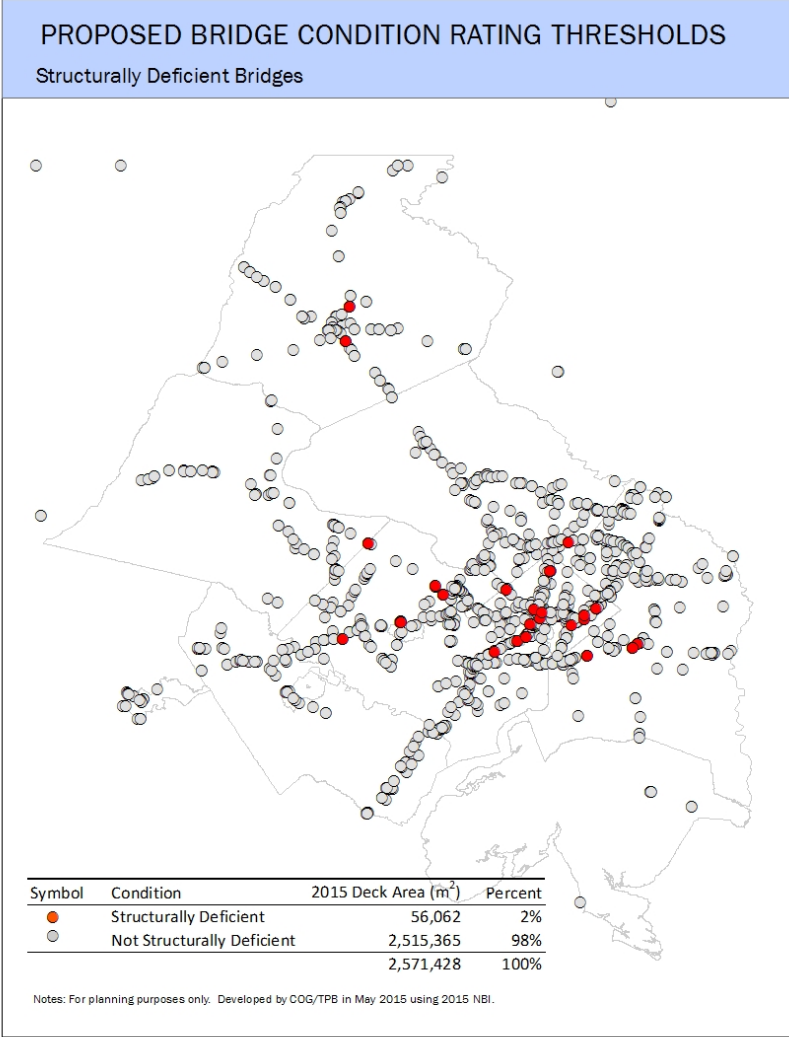 PROPOSED BRIDGE CONDITION RATING THRESHOLDS
Structurally Deficient Bridges
Symbol Condition 2015 Deck Area (m²) Percent
Structurally Deficient 56,062 2%
Not Structurally Deficient 2,515,365 98%
2,571,428 100%
Notes: For planning purposes only. Developed by COG/TPB in May 2015 using 2015 NBI.